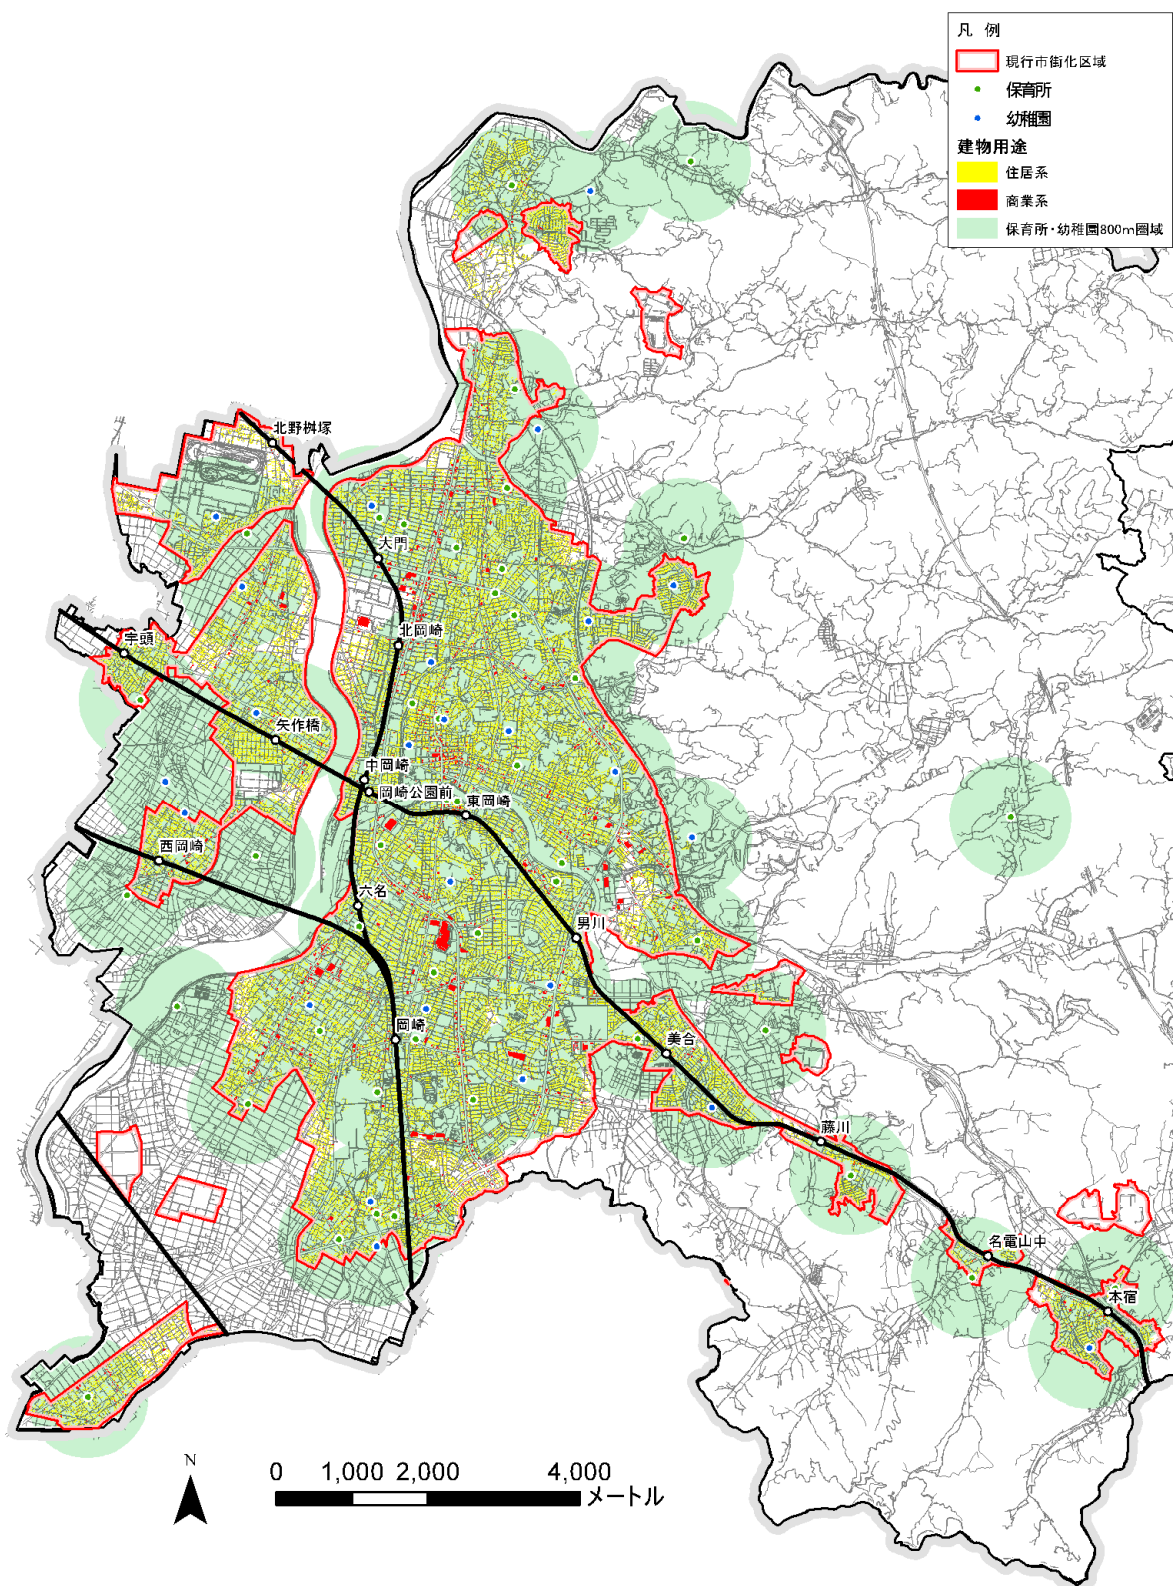 凡 例
現行市街化区域
保育所
幼稚園
建物用途
住居系
商業系
保育所・幼稚園800m圏域
北野桝塚
大門
北岡崎
宇頭
矢作橋
中岡崎
岡崎公園前
東岡崎
西岡崎
六名
男川
岡崎
美合
藤川
名電山中
本宿
N
0 1,000 2,000 4,000
メートル